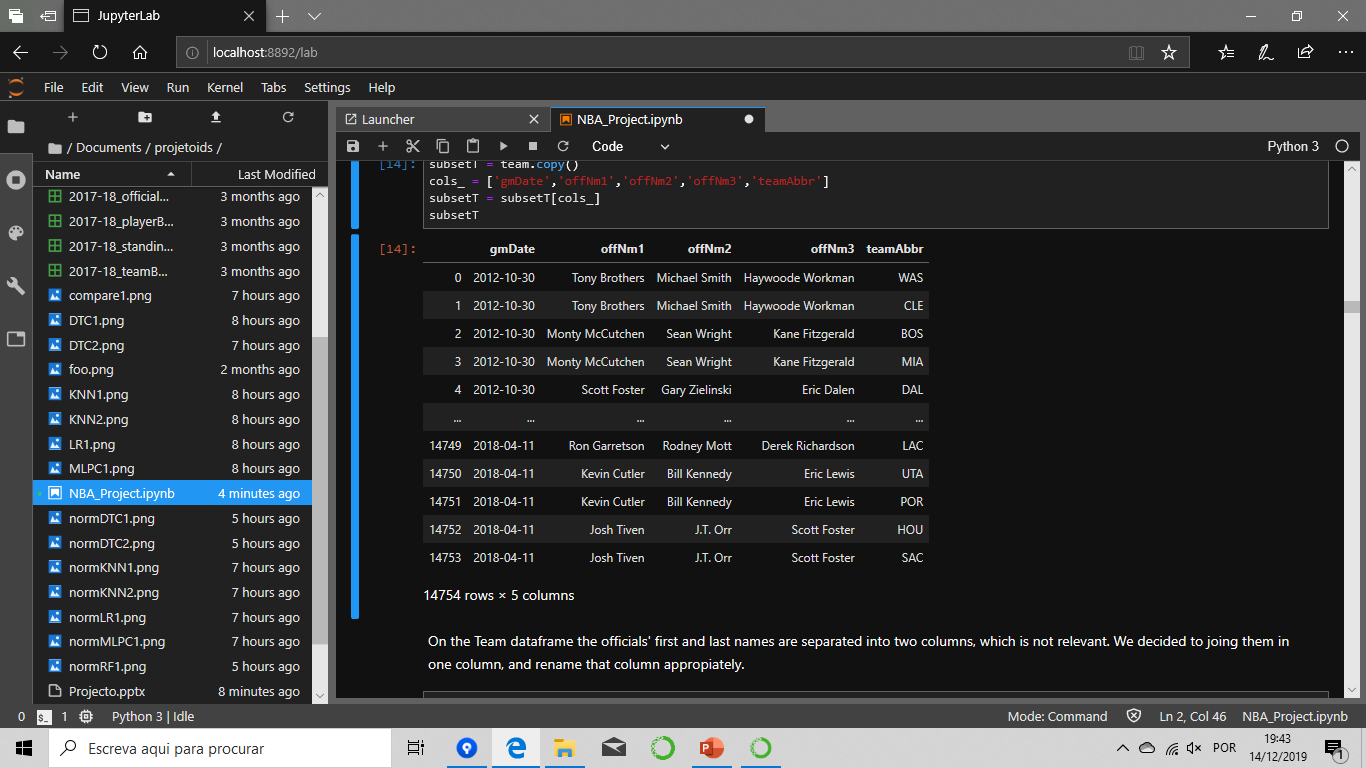 JupyterLab
localhost:8892/lab
File Edit View Run Kernel Tabs Settings Help
/ Documents / projetoids /
Name Last Modified
2017-18_official... 3 months ago
2017-18_playerB... 3 months ago
2017-18_standin... 3 months ago
2017-18_teamB... 3 months ago
compare1.png 7 hours ago
DTC1.png 8 hours ago
DTC2.png 7 hours ago
foo.png 2 months ago
KNN1.png 8 hours ago
KNN2.png 8 hours ago
LR1.png 8 hours ago
MLPC1.png 8 hours ago
NBA_Project.ipynb 4 minutes ago
normDTC1.png 5 hours ago
normDTC2.png 5 hours ago
normKNN1.png 7 hours ago
normKNN2.png 7 hours ago
normLR1.png 7 hours ago
normMLPC1.png 7 hours ago
normRF1.png 5 hours ago
Projecto.pptx 8 minutes ago
Launcher NBA_Project.ipynb
Code Python 3
[14]: subsetT = team.copy()
cols_ = ['gmDate','offNm1','offNm2','offNm3','teamAbbr']
subsetT = subsetT[cols_]
subsetT
[14]: gmDate offNm1 offNm2 offNm3 teamAbbr
0 2012-10-30 Tony Brothers Michael Smith Haywoode Workman WAS
1 2012-10-30 Tony Brothers Michael Smith Haywoode Workman CLE
2 2012-10-30 Monty McCutchen Sean Wright Kane Fitzgerald BOS
3 2012-10-30 Monty McCutchen Sean Wright Kane Fitzgerald MIA
4 2012-10-30 Scott Foster Gary Zielinski Eric Dalen DAL
... ... ... ... ... ...
14749 2018-04-11 Ron Garretson Rodney Mott Derek Richardson LAC
14750 2018-04-11 Kevin Cutler Bill Kennedy Eric Lewis UTA
14751 2018-04-11 Kevin Cutler Bill Kennedy Eric Lewis POR
14752 2018-04-11 Josh Tiven J.T. Orr Scott Foster HOU
14753 2018-04-11 Josh Tiven J.T. Orr Scott Foster SAC
14754 rows × 5 columns
On the Team dataframe the officials' first and last names are separated into two columns, which is not relevant. We decided to joing them in
one column, and rename that column appropiately.
0 $_ 1 Python 3 | Idle Mode: Command Ln 2, Col 46 NBA_Project.ipynb
Escreve aqui para procurar
POR
19:43
14/12/2019
1